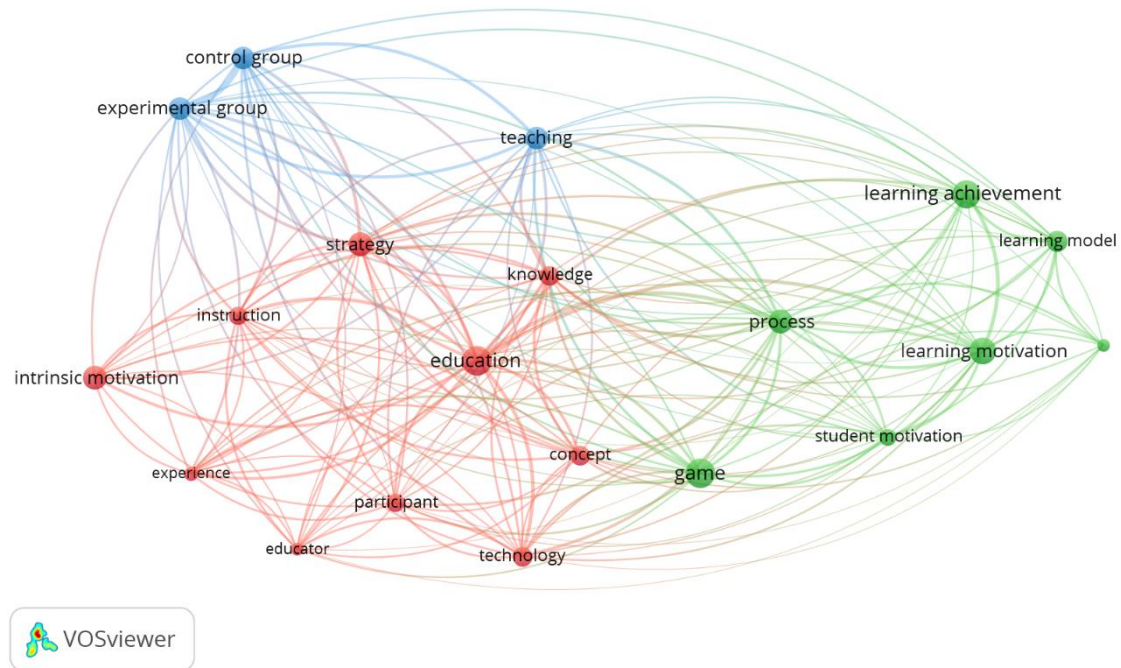 control group
experimental group
teaching
learning achievement
learning model
strategy
knowledge
instruction
process
education
learning motivation
intrinsic motivation
student motivation
concept
experience
game
participant
educator
technology
VOSviewer